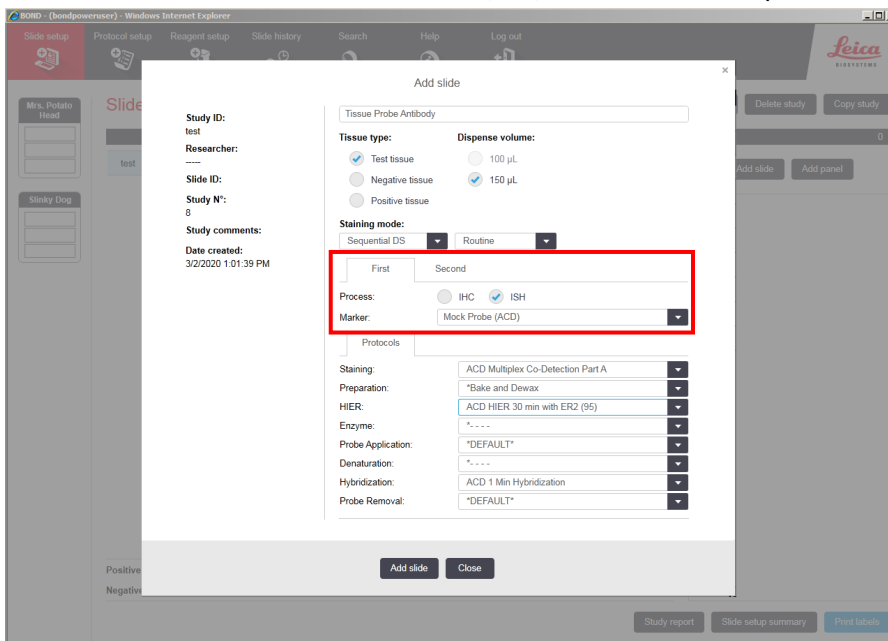 BOND - (bondpoweruser) - Windows Internet Explorer
Slide setup Protocol setup Reagent setup Slide history Search Help Log out
Leica
BIOSYSTEMS
Add slide
×
Mrs. Potato
Head
Slide
Delete study Copy study
Study ID:
test
Tissue Probe Antibody
Researcher:
-----
Tissue type: Dispense volume:
0
test
Test tissue 100 µL
Add slide Add panel
Slide ID:
Negative tissue 150 µL
Slinky Dog
Study N°:
8
Positive tissue
Study comments:
Staining mode:
Sequential DS Routine
Date created:
3/2/2020 1:01:39 PM
First Second
Process: IHC ISH
Marker: Mock Probe (ACD)
Protocols
Staining: ACD Multiplex Co-Detection Part A
Preparation: *Bake and Dewax
HIER: ACD HIER 30 min with ER2 (95)
Enzyme: *- - - -
Probe Application: *DEFAULT*
Denaturation: *- - - -
Hybridization: ACD 1 Min Hybridization
Probe Removal: *DEFAULT*
Add slide Close
Positive
Negativ
Study report Slide setup summary Print labels